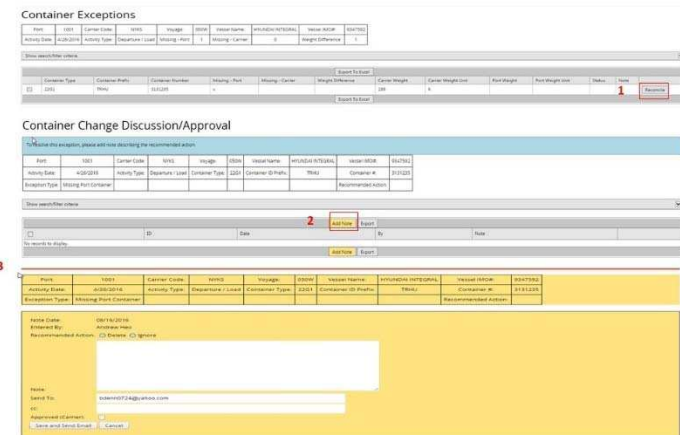 Container Exceptions
Port: 1001 Carrier Code: NYKS Voyage: 050W Vessel Name: HYUNDAI INTEGRAL Vessel IMO#: 9347592
Activity Date: 4/26/2016 Activity Type: Departure / Load Missing - Port: 1 Missing - Carrier: 0 Weight Difference: 1
Show search/filter criteria
Export To Excel
Container Type Container Prefix Container Number Missing - Port Missing - Carrier Weight Difference Carrier Weight Carrier Weight Unit Port Weight Port Weight Unit Status Note
22G1 TRHU 3131235 1 Reconcile
Export To Excel
Container Change Discussion/Approval
To resolve this exception, please add note describing the recommended action.
Port: 1001 Carrier Code: NYKS Voyage: 050W Vessel Name: HYUNDAI INTEGRAL Vessel IMO#: 9347592
Activity Date: 4/26/2016 Activity Type: Departure / Load Container Type: 22G1 Container ID Prefix: TRHU Container #: 3131235
Exception Type: Missing Port Container Recommended Action:
Show search/filter criteria
2 Add Note Export
ID Date By Note
No records to display.
Add Note Export
3
Port: 1001 Carrier Code: NYKS Voyage: 050W Vessel Name: HYUNDAI INTEGRAL Vessel IMO#: 9347592
Activity Date: 4/26/2016 Activity Type: Departure / Load Container Type: 22G1 Container ID Prefix: TRHU Container #: 3131235
Exception Type: Missing Port Container Recommended Action:
Note Date: 06/16/2016
Entered By: Andrew Hex
Recommended Action: Delete Ignore
Note:
Send To:
cc:
Approved (Carrier):
Save and Send Email Cancel